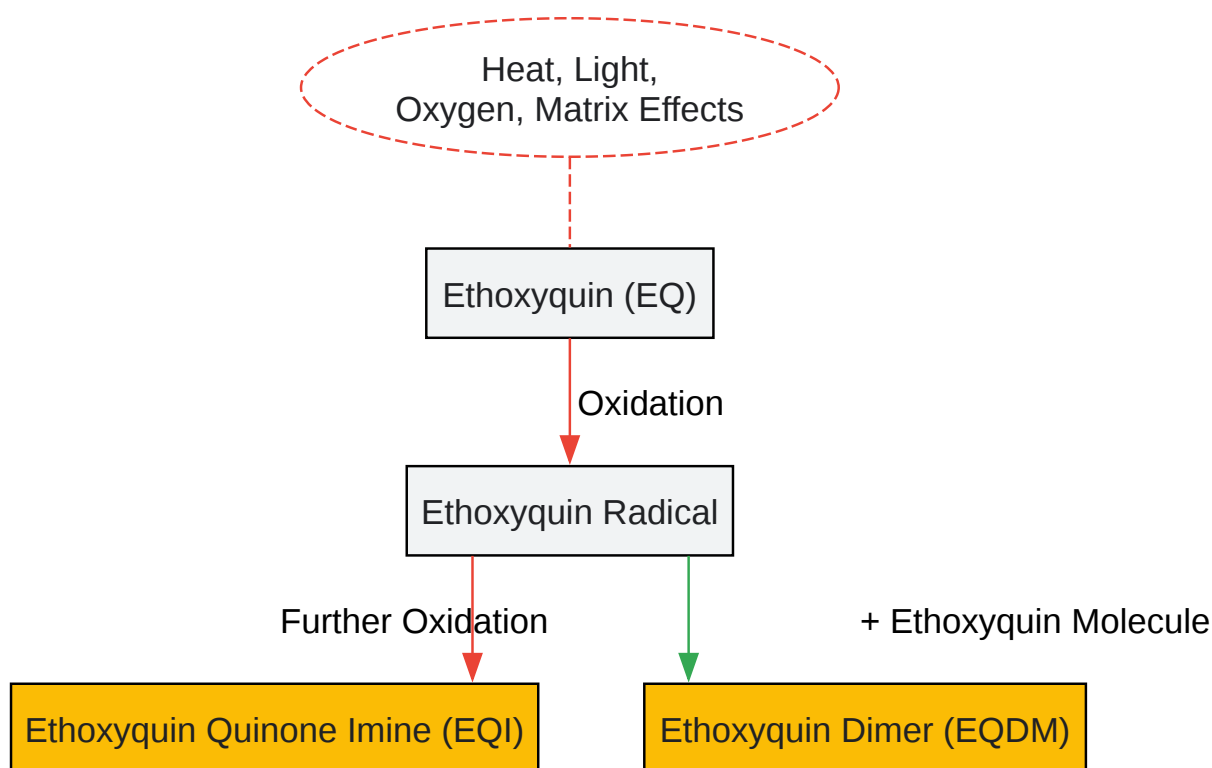 Heat, Light,
Oxygen, Matrix Effects
Ethoxyquin (EQ)
Oxidation
Ethoxyquin Radical
Further Oxidation
+ Ethoxyquin Molecule
Ethoxyquin Quinone Imine (EQI)
Ethoxyquin Dimer (EQDM)